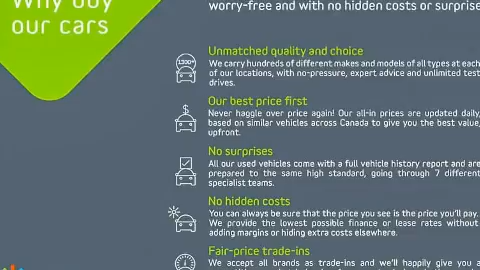 Why buy
our cars
worry-free and with no hidden costs or surprise
Unmatched quality and choice
We carry hundreds of different makes and models of all types at each
of our locations, with no-pressure, expert advice and unlimited test
drives.
Our best price first
Never haggle over price again! Our all-in prices are updated daily,
based on similar vehicles across Canada to give you the best value,
upfront.
No surprises
All our used vehicles come with a full vehicle history report and are
prepared to the same high standard, going through 7 different
specialist teams.
No hidden costs
You can always be sure that the price you see is the price you'll pay.
We provide the lowest possible finance or lease rates without
adding margins or hiding extra costs elsewhere.
Fair-price trade-ins
We accept all brands as trade-ins and we'll happily give you a